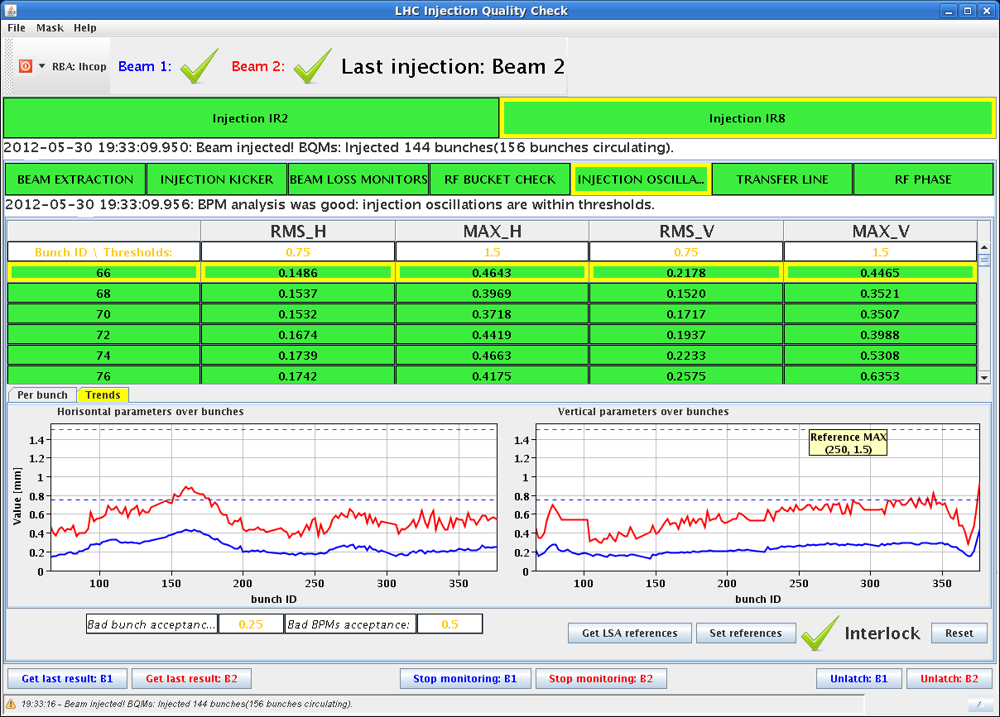 LHC Injection Quality Check
File Mask Help
RBA: lhcop Beam 1: Beam 2: Last injection: Beam 2
Injection IR2 Injection IR8
2012-05-30 19:33:09.950: Beam injected! BQMs: Injected 144 bunches(156 bunches circulating).
BEAM EXTRACTION INJECTION KICKER BEAM LOSS MONITORS RF BUCKET CHECK INJECTION OSCILLA... TRANSFER LINE RF PHASE
2012-05-30 19:33:09.956: BPM analysis was good: injection oscillations are within thresholds.
RMS_H MAX_H RMS_V MAX_V
Bunch ID \ Thresholds: 0.75 1.5 0.75 1.5
66 0.1486 0.4643 0.2178 0.4465
68 0.1537 0.3969 0.1520 0.3521
70 0.1532 0.3718 0.1717 0.3507
72 0.1674 0.4419 0.1937 0.3988
74 0.1739 0.4663 0.2233 0.5308
76 0.1742 0.4175 0.2575 0.6353
Per bunch Trends
Horisontal parameters over bunches
Value [mm]
1.4
1.2
1
0.8
0.6
0.4
0.2
0
100 150 200 250 300 350
bunch ID
Vertical parameters over bunches
Reference MAX
(250, 1.5)
1.4
1.2
1
0.8
0.6
0.4
0.2
0
100 150 200 250 300 350
bunch ID
Bad bunch acceptanc... 0.25 Bad BPMs acceptance: 0.5
Get LSA references Set references Interlock Reset
Get last result: B1 Get last result: B2 Stop monitoring: B1 Stop monitoring: B2 Unlatch: B1 Unlatch: B2
19:33:16 - Beam injected! BQMs: Injected 144 bunches(156 bunches circulating).